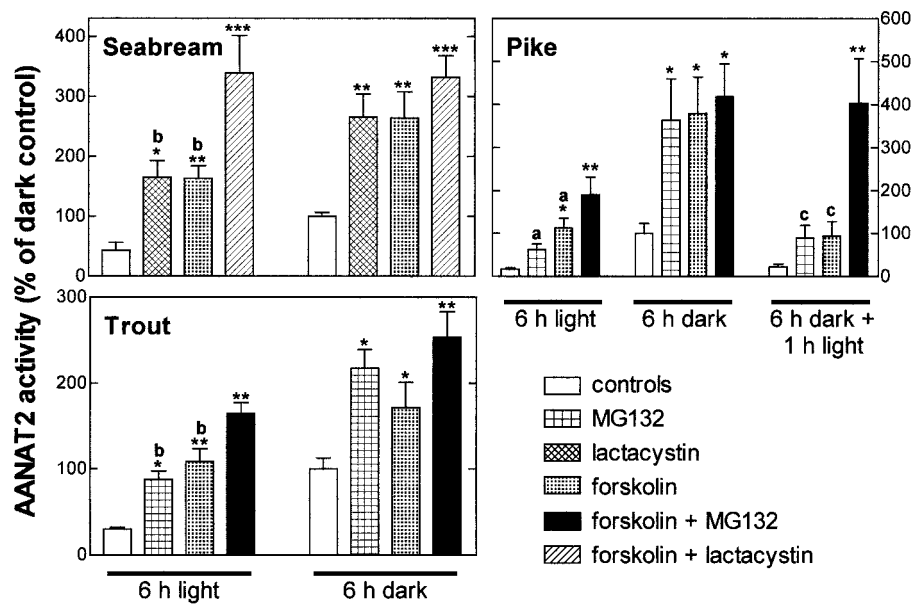 AANAT2 activity (% of dark control)
Seabream
400
300
200
100
0
b
*
b
**
***
**
**
***
Pike
600
500
400
300
200
100
0
a
a
*
**
*
*
*
c
c
**
6 h light
6 h dark
6 h dark +
1 h light
Trout
300
200
100
0
b
*
b
**
**
*
*
**
6 h light
6 h dark
controls
MG132
lactacystin
forskolin
forskolin + MG132
forskolin + lactacystin